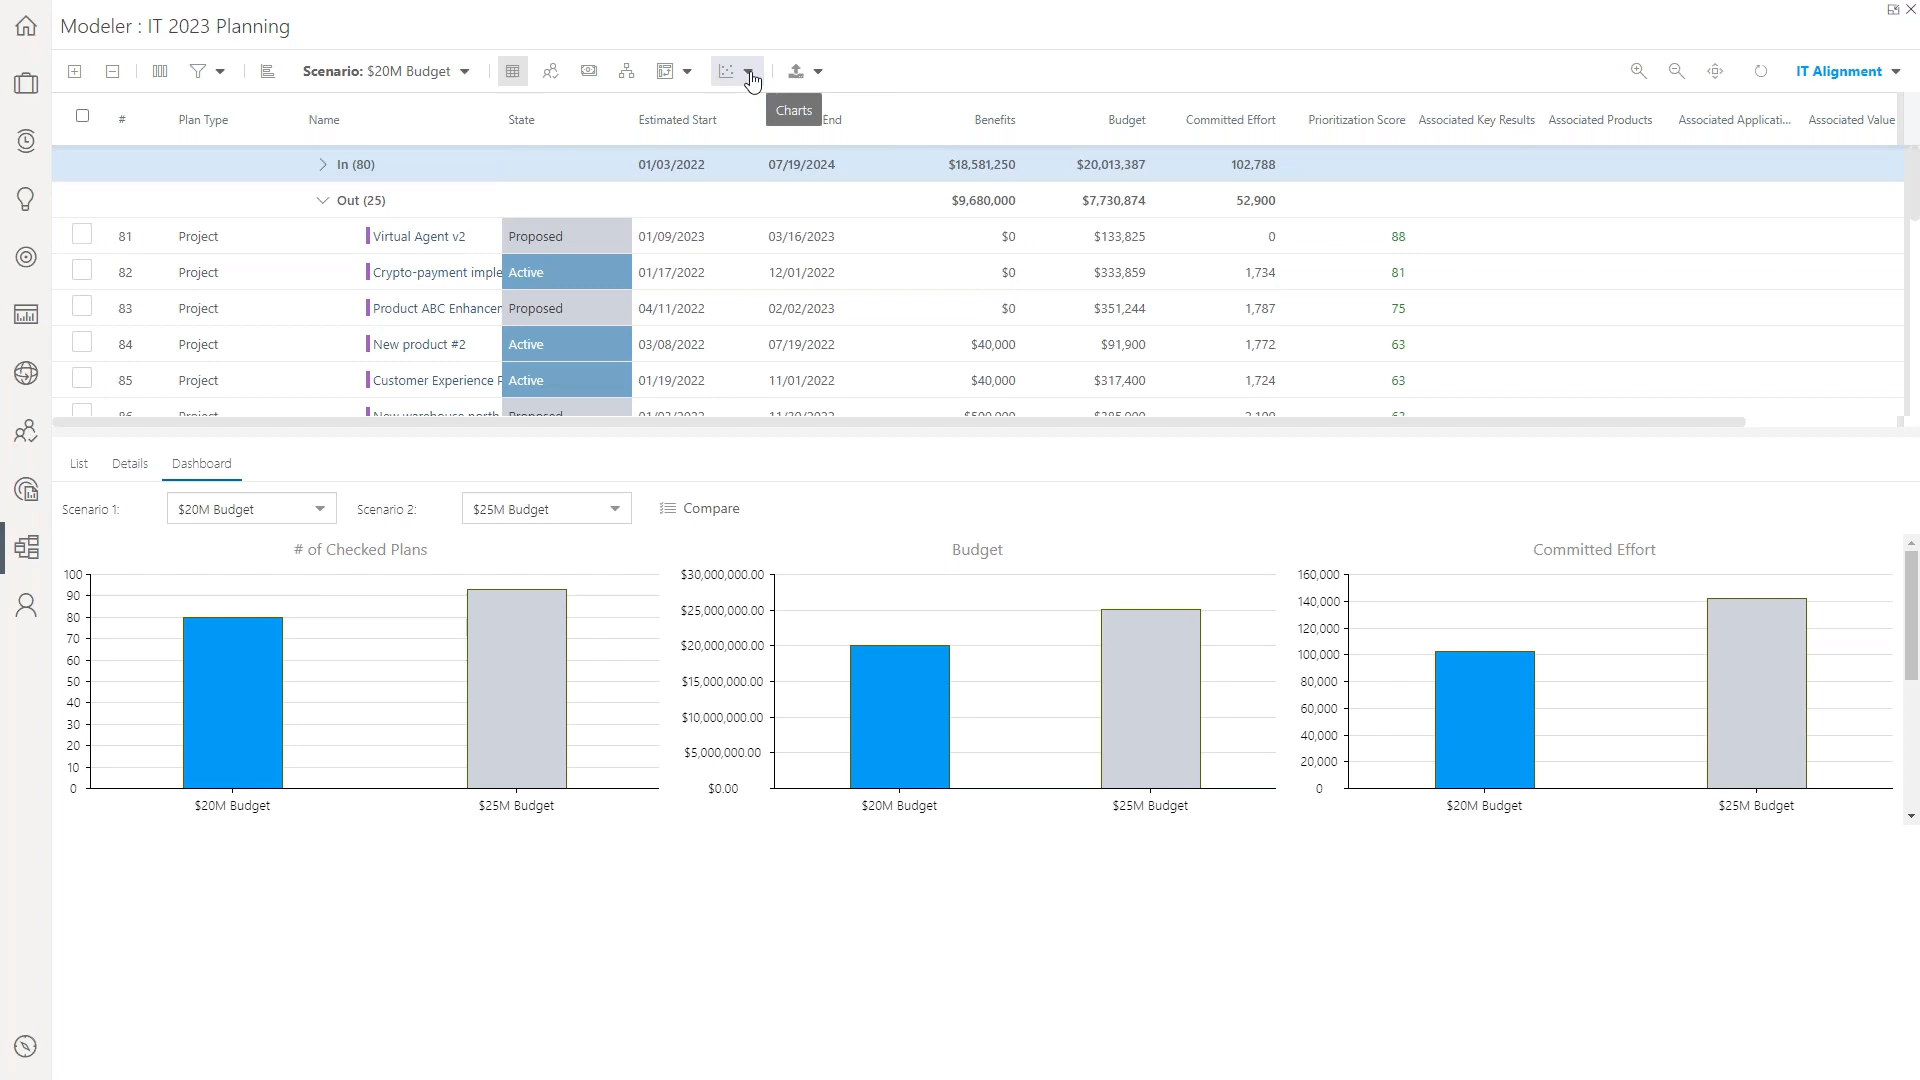 Modeler : IT 2023 Planning
Scenario: $20M Budget
IT Alignment
Charts
# Plan Type Name State Estimated Start End Benefits Budget Committed Effort Prioritization Score Associated Key Results Associated Products Associated Applicati... Associated Value
In (80) 01/03/2022 07/19/2024 $18,581,250 $20,013,387 102,788
Out (25) $9,680,000 $7,730,874 52,900
81 Project Virtual Agent v2 Proposed 01/09/2023 03/16/2023 $0 $133,825 0 88
82 Project Crypto-payment imple Active 01/17/2022 12/01/2022 $0 $333,859 1,734 81
83 Project Product ABC Enhancer Proposed 04/11/2022 02/02/2023 $0 $351,244 1,787 75
84 Project New product #2 Active 03/08/2022 07/19/2022 $40,000 $91,900 1,772 63
85 Project Customer Experience P Active 01/19/2022 11/01/2022 $40,000 $317,400 1,724 63
Project New warehouse north Proposed
List Details Dashboard
Scenario 1: $20M Budget Scenario 2: $25M Budget Compare
# of Checked Plans
100
90
80
70
60
50
40
30
20
10
0
$20M Budget $25M Budget
Budget
$30,000,000.00
$25,000,000.00
$20,000,000.00
$15,000,000.00
$10,000,000.00
$5,000,000.00
$0.00
$20M Budget $25M Budget
Committed Effort
160,000
140,000
120,000
100,000
80,000
60,000
40,000
20,000
0
$20M Budget $25M Budget